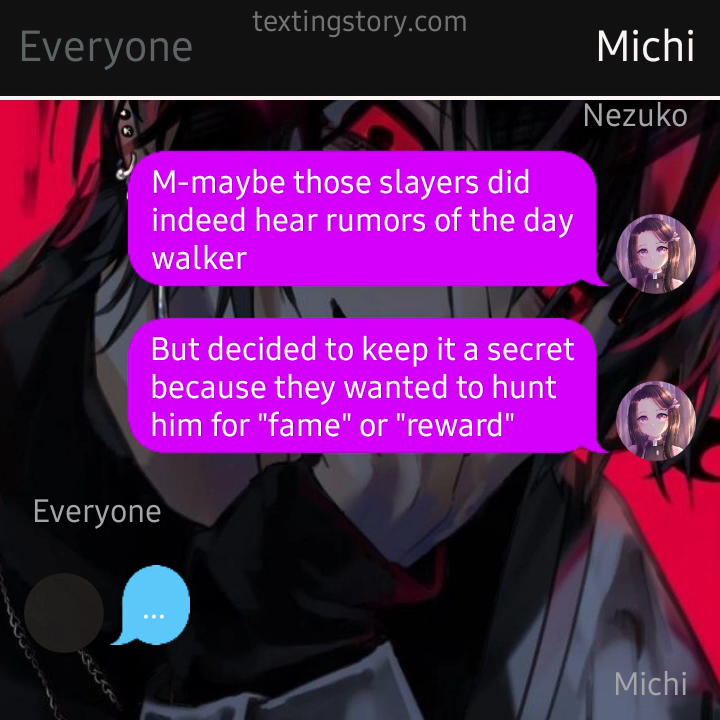 textingstory.com
Everyone
Michi
Nezuko
M-maybe those slayers did
indeed hear rumors of the day
walker
But decided to keep it a secret
because they wanted to hunt
him for "fame" or "reward"
Everyone
...
Michi